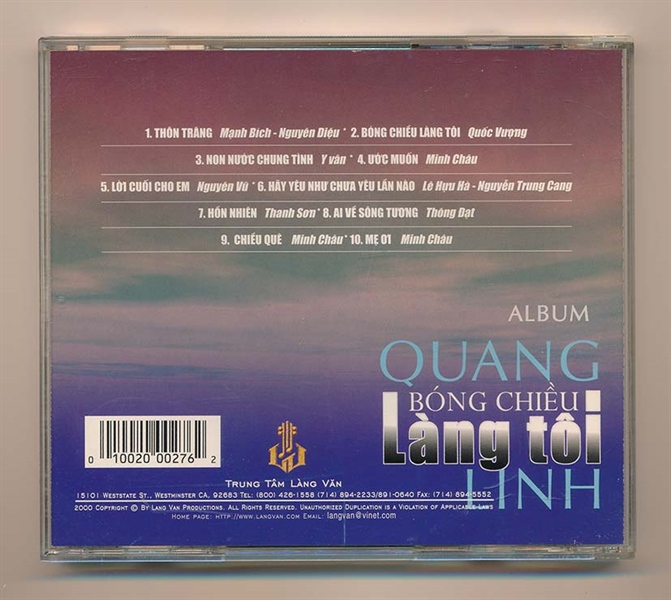 1. THÔN TRĂNG Mạnh Bích - Nguyên Diệu * 2. BÓNG CHIỀU LÀNG TÔI Quốc Vượng
3. NON NƯỚC CHUNG TÌNH Y vân * 4. ƯỚC MUỐN Minh Châu
5. LỜI CUỐI CHO EM Nguyên Vũ * 6. HÃY YÊU NHƯ CHƯA YÊU LẦN NÀO Lê Hựu Hà - Nguyễn Trung Cang
7. HỒN NHIÊN Thanh Sơn * 8. AI VỀ SÔNG TƯƠNG Thông Đạt
9. CHIỀU QUÊ Minh Châu * 10. MẸ ƠI Minh Châu
ALBUM
QUANG
BÓNG CHIỀU
Làng tôi
LINH
0 10020 00276 2
TRUNG TÂM LÀNG VĂN
15101 WESTSTATE ST., WESTMINSTER CA, 92683 TEL: (800) 426-1558 (714) 894-2233/891-0640 FAX: (714) 894-5552
2000 COPYRIGHT © BY LANG VAN PRODUCTIONS. ALL RIGHTS RESERVED. UNAUTHORIZED DUPLICATION IS A VIOLATION OF APPLICABLE LAWS
HOME PAGE: HTTP://WWW.LANGVAN.COM EMAIL: langvan@vinet.com